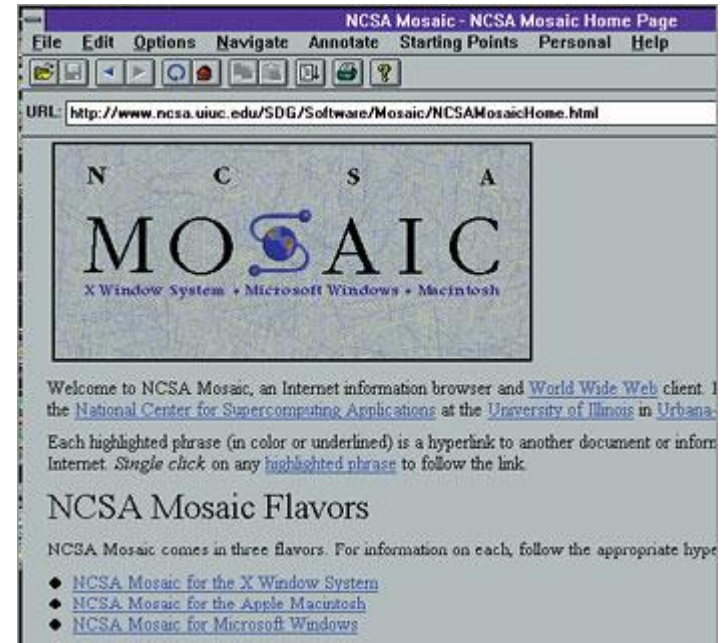 NCSA Mosaic - NCSA Mosaic Home Page
File Edit Options Navigate Annotate Starting Points Personal Help
URL: http://www.ncsa.uiuc.edu/SDG/Software/Mosaic/NCSAMosaicHome.html
N C S A
MOSAIC
X Window System • Microsoft Windows • Macintosh
Welcome to NCSA Mosaic, an Internet information browser and World Wide Web client.
the National Center for Supercomputing Applications at the University of Illinois in Urbana-
Each highlighted phrase (in color or underlined) is a hyperlink to another document or inform
Internet. Single click on any highlighted phrase to follow the link.
NCSA Mosaic Flavors
NCSA Mosaic comes in three flavors. For information on each, follow the appropriate hype
NCSA Mosaic for the X Window System
NCSA Mosaic for the Apple Macintosh
NCSA Mosaic for Microsoft Windows